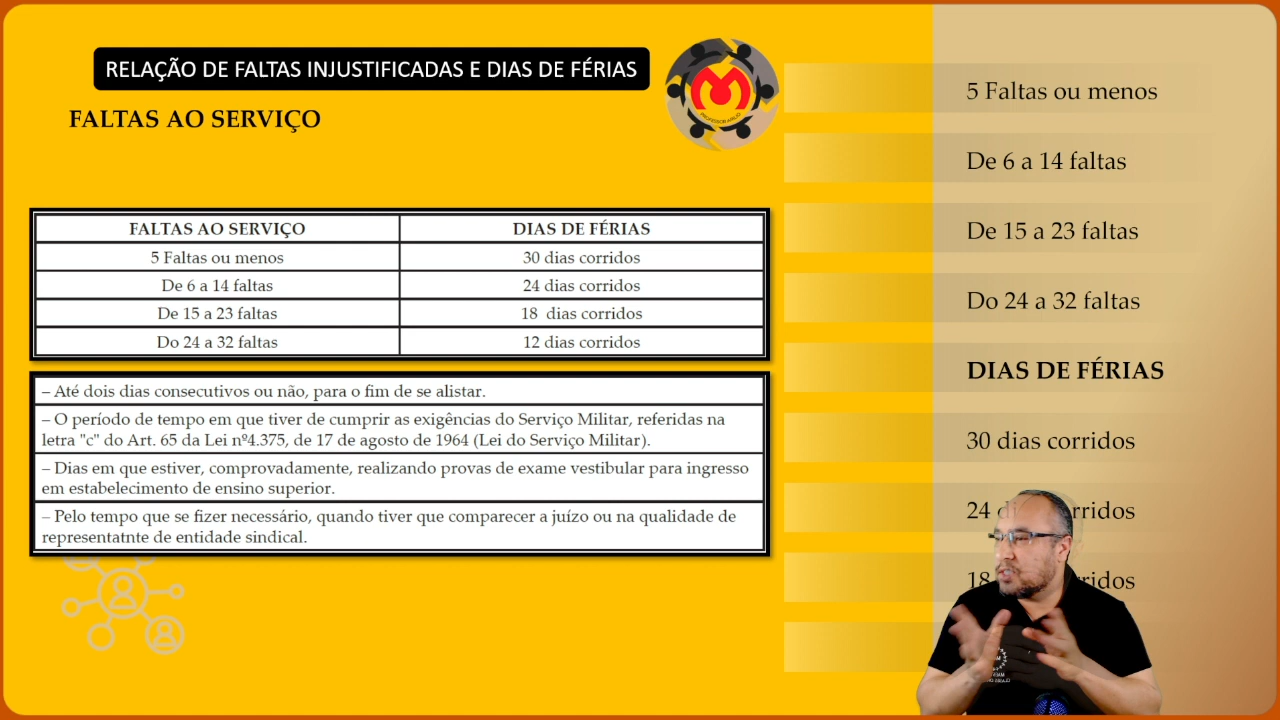 RELAÇÃO DE FALTAS INJUSTIFICADAS E DIAS DE FÉRIAS
FALTAS AO SERVIÇO
FALTAS AO SERVIÇO DIAS DE FÉRIAS
5 Faltas ou menos 30 dias corridos
De 6 a 14 faltas 24 dias corridos
De 15 a 23 faltas 18 dias corridos
Do 24 a 32 faltas 12 dias corridos
– Até dois dias consecutivos ou não, para o fim de se alistar.
– O período de tempo em que tiver de cumprir as exigências do Serviço Militar, referidas na
letra "c" do Art. 65 da Lei nº4.375, de 17 de agosto de 1964 (Lei do Serviço Militar).
– Dias em que estiver, comprovadamente, realizando provas de exame vestibular para ingresso
em estabelecimento de ensino superior.
– Pelo tempo que se fizer necessário, quando tiver que comparecer a juízo ou na qualidade de
representatnte de entidade sindical.
5 Faltas ou menos
De 6 a 14 faltas
De 15 a 23 faltas
Do 24 a 32 faltas
DIAS DE FÉRIAS
30 dias corridos
24
18